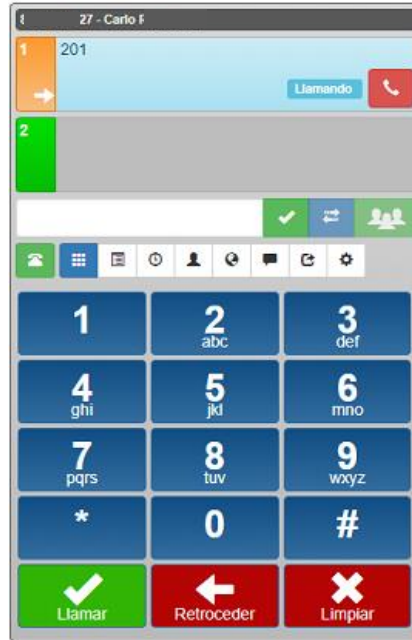 27 - Carlo
1
201
Llamando
2
1
2
abc
3
def
4
ghi
5
jkl
6
mno
7
pqrs
8
tuv
9
wxyz
*
0
#
Llamar
Retroceder
Limpiar